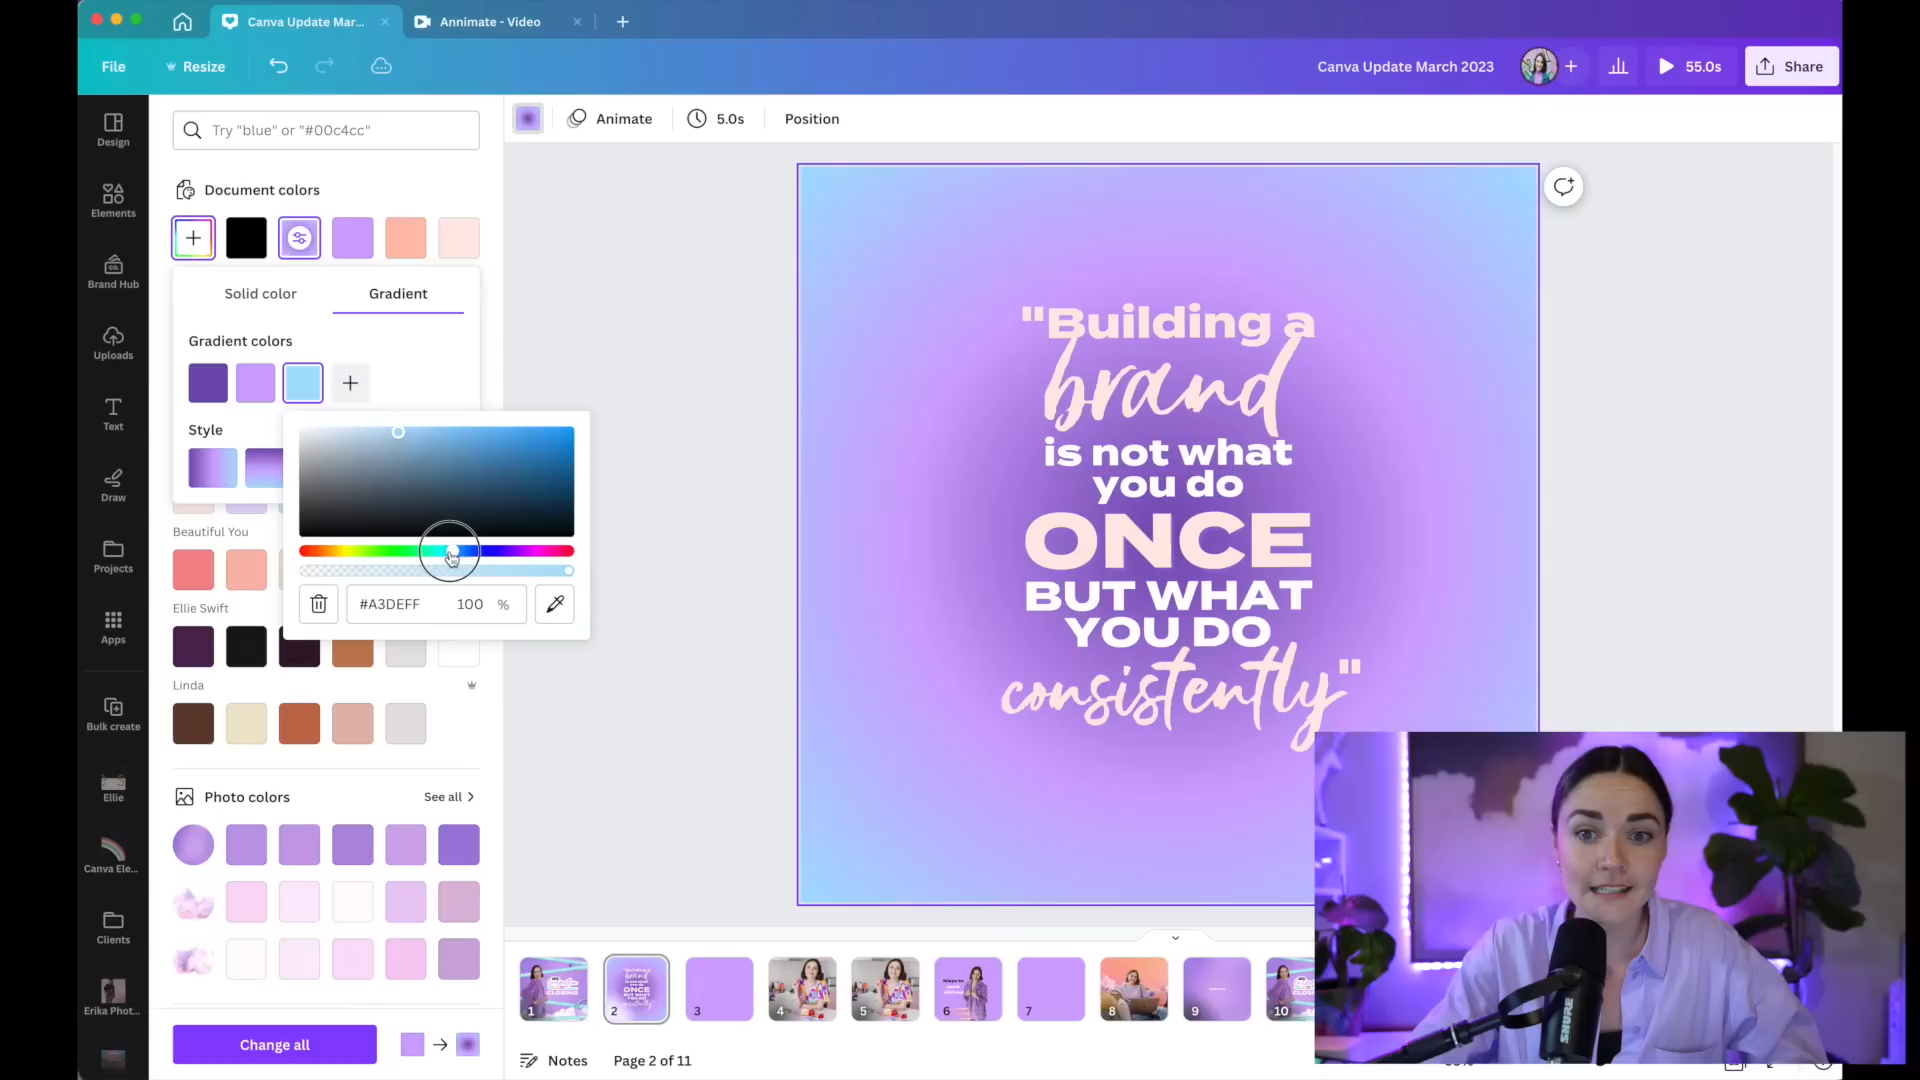 Canva Update Mar...
Annimate - Video
File
Resize
Canva Update March 2023
55.0s
Share
Design
Elements
Brand Hub
Uploads
Text
Draw
Projects
Apps
Bulk create
Ellie
Canva Ele...
Clients
Erika Phot...
Try "blue" or "#00c4cc"
Document colors
Solid color
Gradient
Gradient colors
Style
#A3DEFF 100 %
Beautiful You
Ellie Swift
Linda
Photo colors
See all
Change all
Animate
5.0s
Position
"Building a
brand
is not what
you do
ONCE
BUT WHAT
YOU DO
consistently"
1
2
3
4
5
6
7
8
9
10
Notes
Page 2 of 11
SHURE